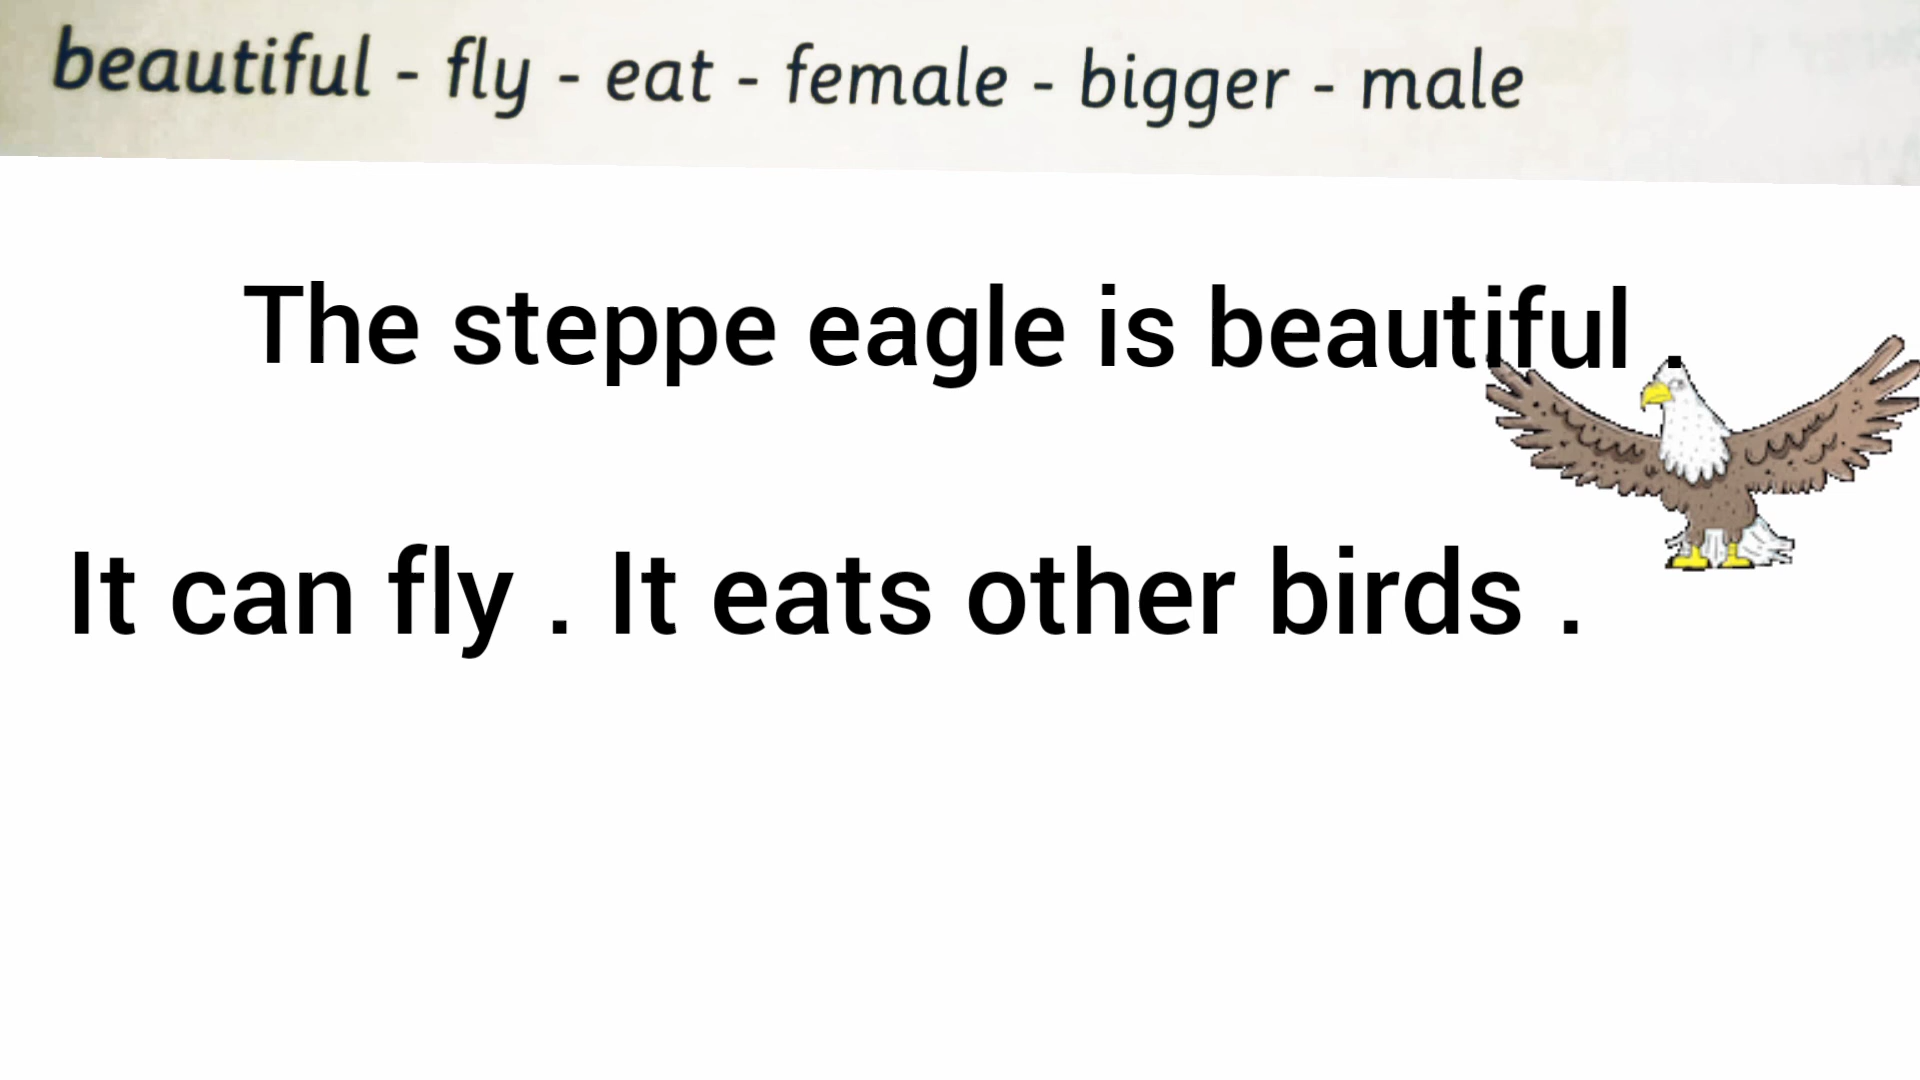 beautiful - fly - eat - female - bigger - male
The steppe eagle is beautiful .
It can fly . It eats other birds .